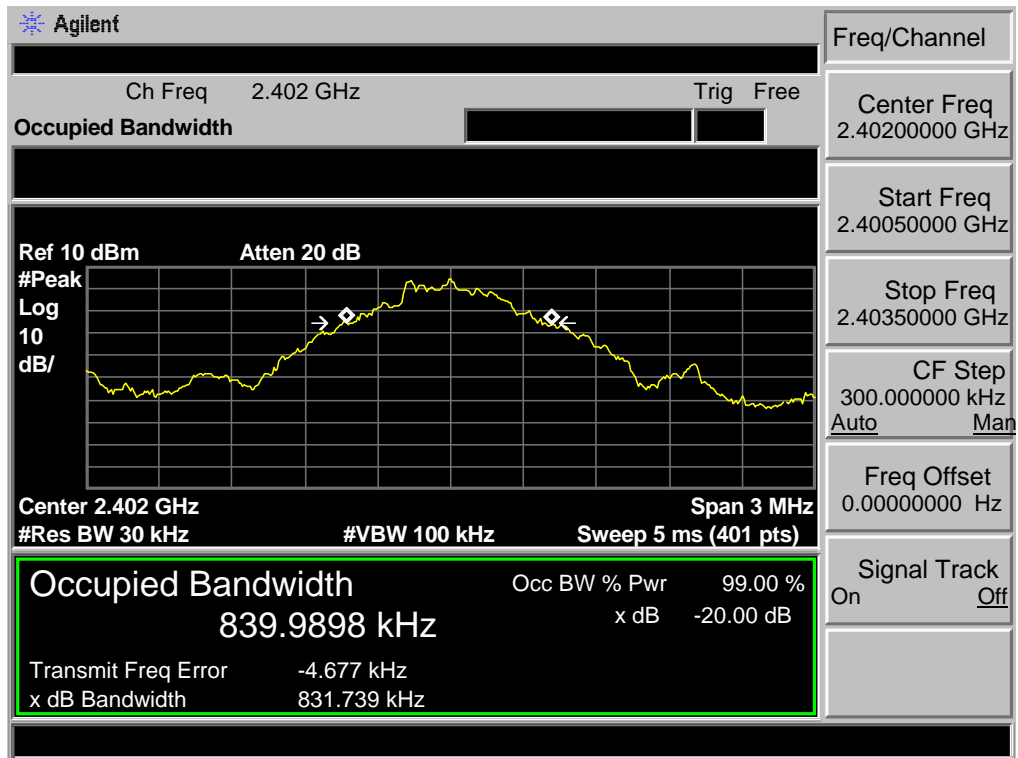 Agilent
Freq/Channel
Ch Freq 2.402 GHz Trig Free
Occupied Bandwidth
Center Freq
2.40200000 GHz
Start Freq
2.40050000 GHz
Stop Freq
2.40350000 GHz
CF Step
300.000000 kHz
Auto Man
Freq Offset
0.00000000 Hz
Signal Track
On Off
Ref 10 dBm Atten 20 dB
#Peak
Log
10
dB/
Center 2.402 GHz Span 3 MHz
#Res BW 30 kHz #VBW 100 kHz Sweep 5 ms (401 pts)
Occupied Bandwidth Occ BW % Pwr 99.00 %
839.9898 kHz x dB -20.00 dB
Transmit Freq Error -4.677 kHz
x dB Bandwidth 831.739 kHz